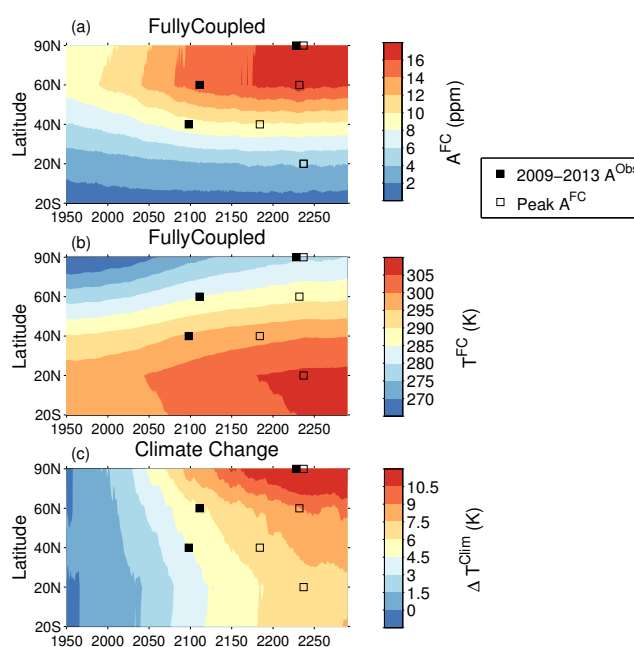 (a) FullyCoupled
90N
60N
40N
20N
20S
Latitude
1950 2000 2050 2100 2150 2200 2250
16
14
12
10
8
6
4
2
A^FC (ppm)
2009−2013 A^Obs
Peak A^FC
(b) FullyCoupled
90N
60N
40N
20N
20S
Latitude
1950 2000 2050 2100 2150 2200 2250
305
300
295
290
285
280
275
270
T^FC (K)
(c) Climate Change
90N
60N
40N
20N
20S
Latitude
1950 2000 2050 2100 2150 2200 2250
10.5
9
7.5
6
4.5
3
1.5
0
Δ T^Clim (K)